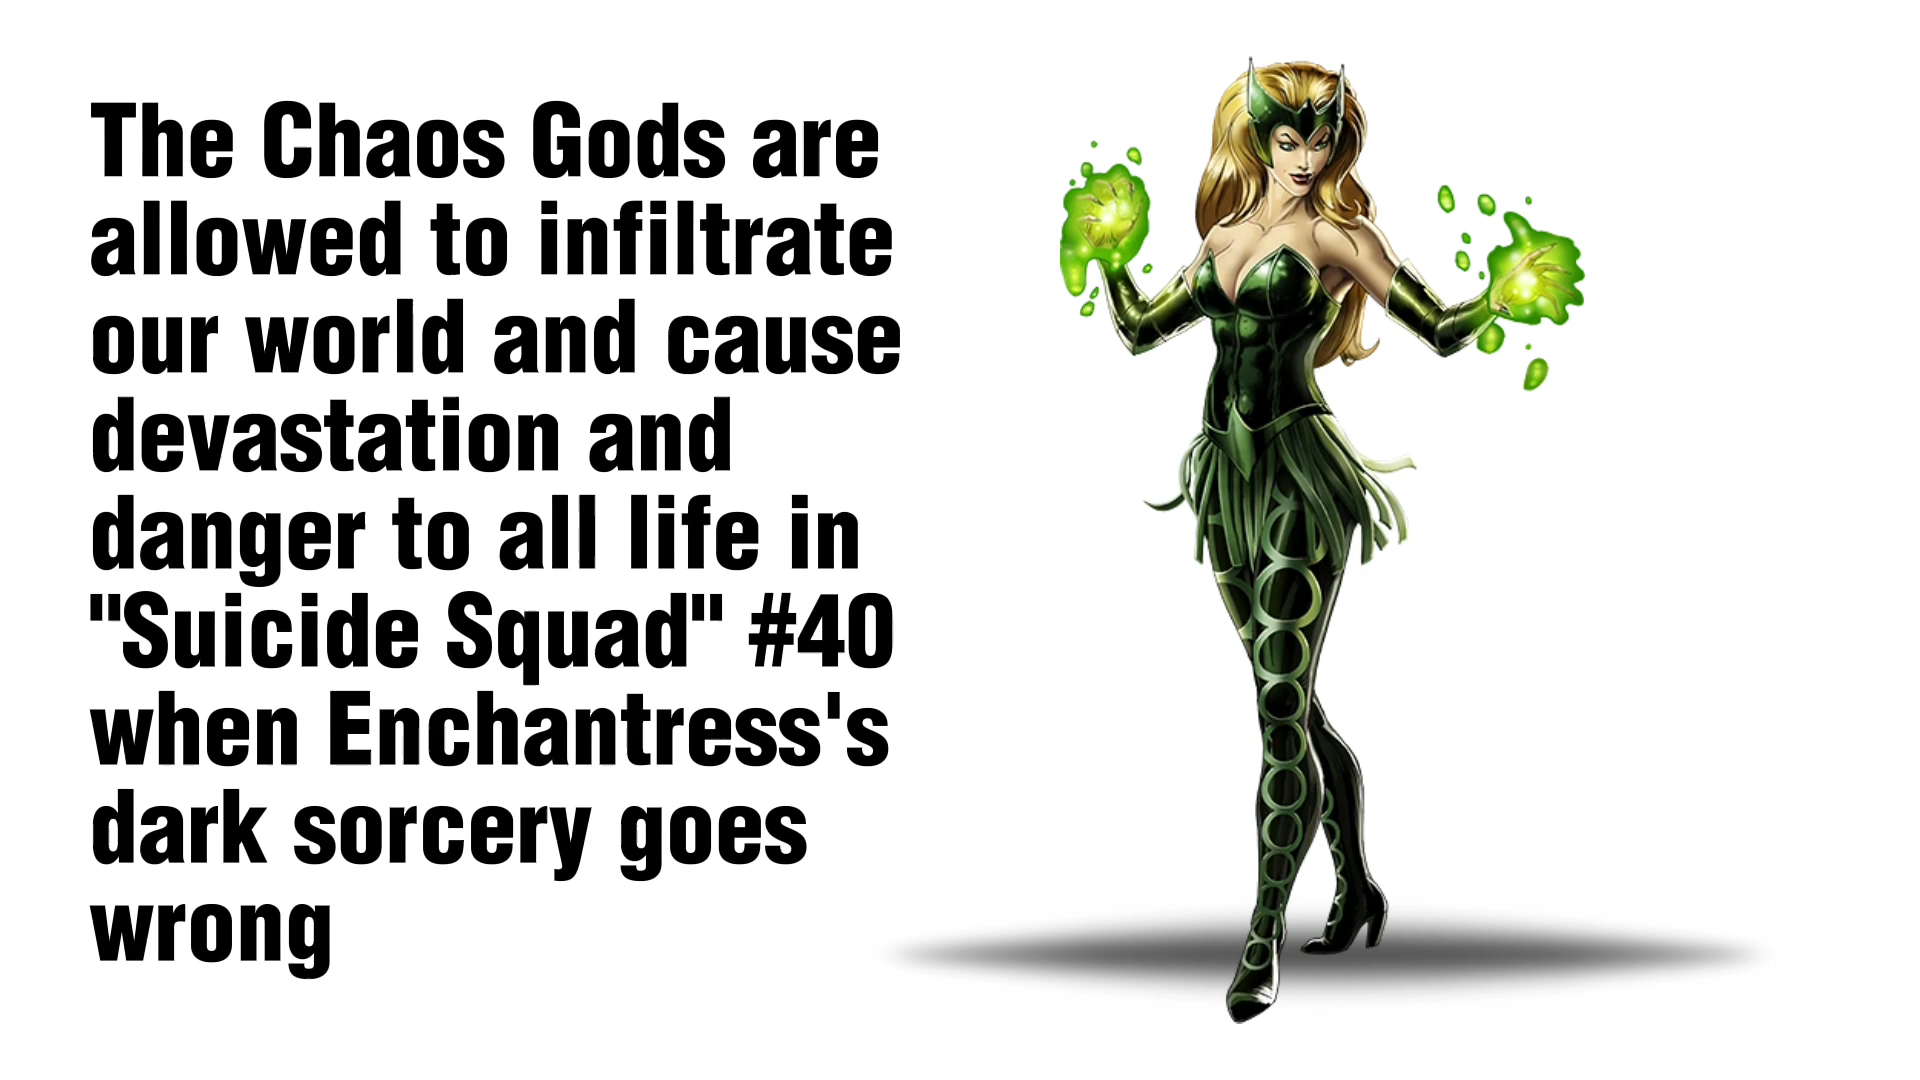 The Chaos Gods are
allowed to infiltrate
our world and cause
devastation and
danger to all life in
"Suicide Squad" #40
when Enchantress's
dark sorcery goes
wrong